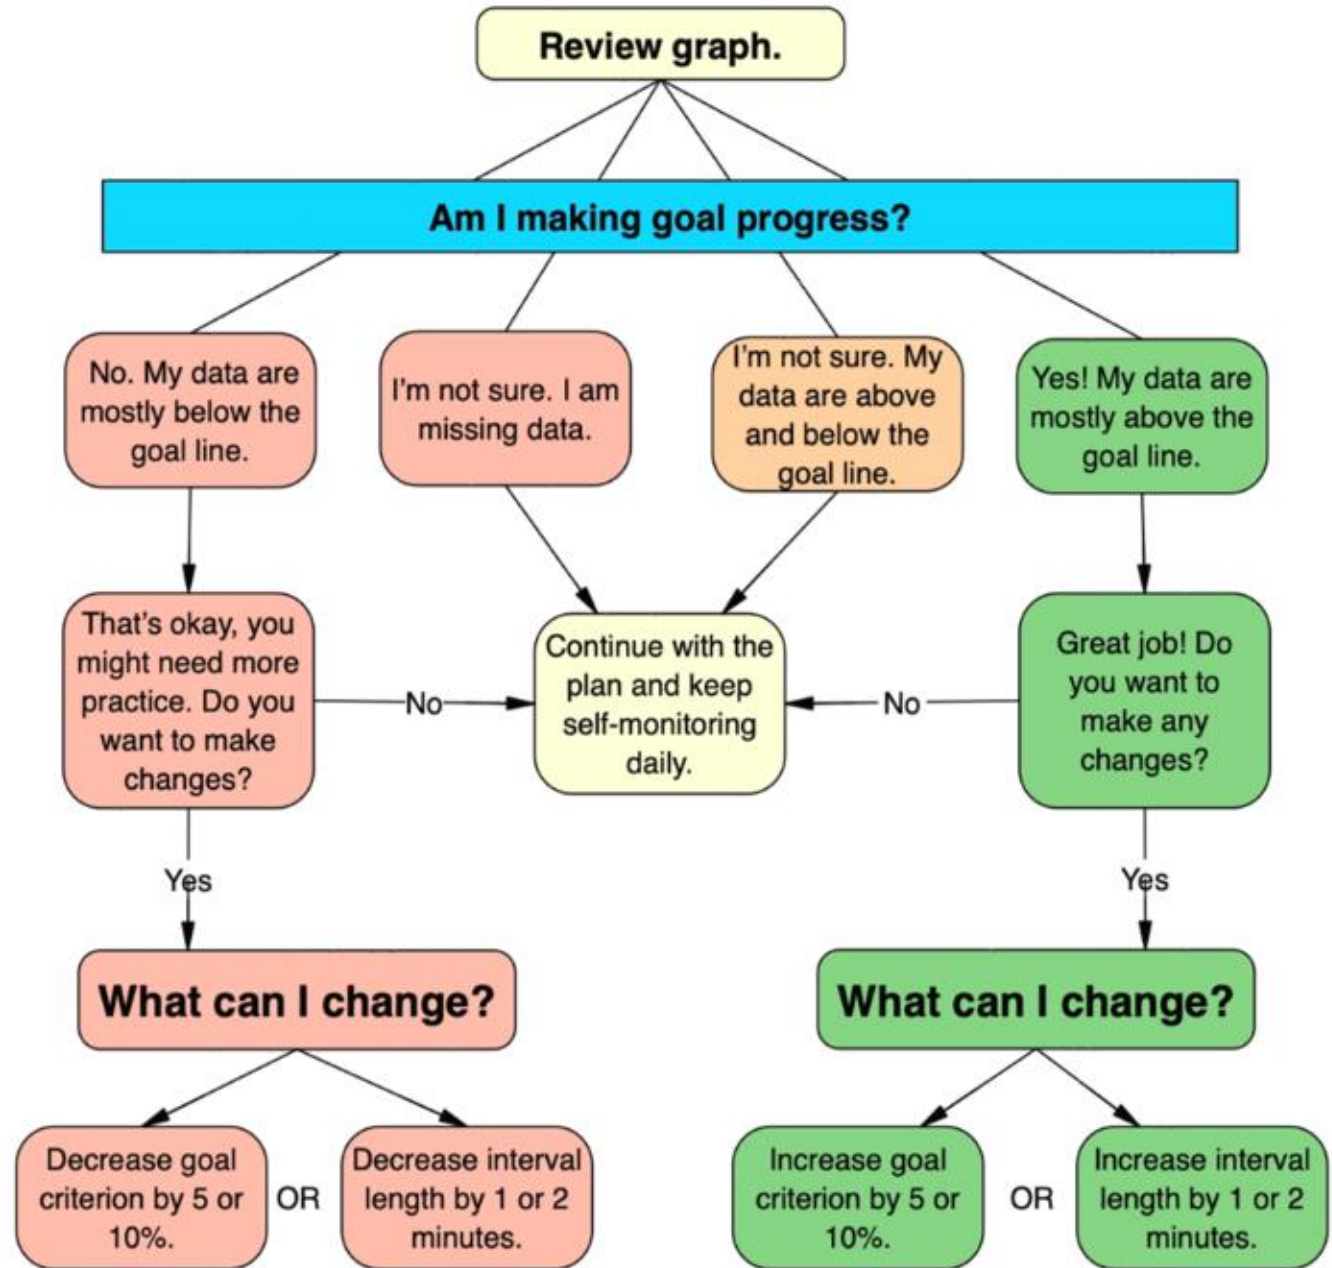 Review graph.
Am I making goal progress?
No. My data are
mostly below the
goal line.
I'm not sure. I am
missing data.
I'm not sure. My
data are above
and below the
goal line.
Yes! My data are
mostly above the
goal line.
That's okay, you
might need more
practice. Do you
want to make
changes?
No
Continue with the
plan and keep
self-monitoring
daily.
No
Great job! Do
you want to
make any
changes?
Yes
Yes
What can I change?
What can I change?
Decrease goal
criterion by 5 or
10%.
OR
Decrease interval
length by 1 or 2
minutes.
Increase goal
criterion by 5 or
10%.
OR
Increase interval
length by 1 or 2
minutes.